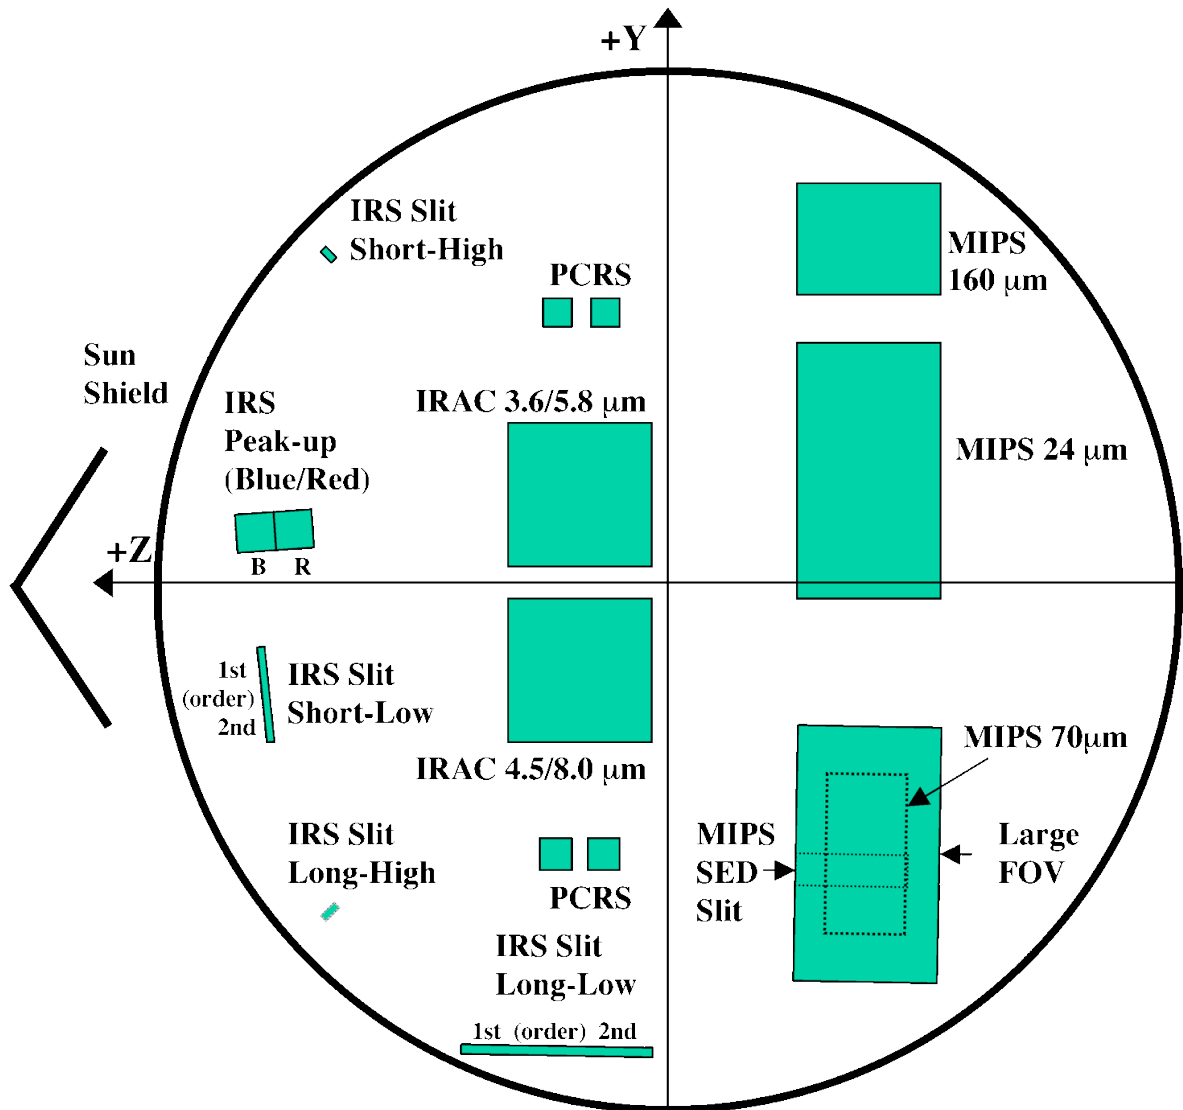 +Y
IRS Slit
Short-High
PCRS
MIPS
160 μm
Sun
Shield
IRS
Peak-up
(Blue/Red)
IRAC 3.6/5.8 μm
MIPS 24 μm
+Z
B R
1st
(order)
2nd
IRS Slit
Short-Low
IRAC 4.5/8.0 μm
MIPS 70μm
IRS Slit
Long-High
PCRS
MIPS
SED
Slit
Large
FOV
IRS Slit
Long-Low
1st (order) 2nd